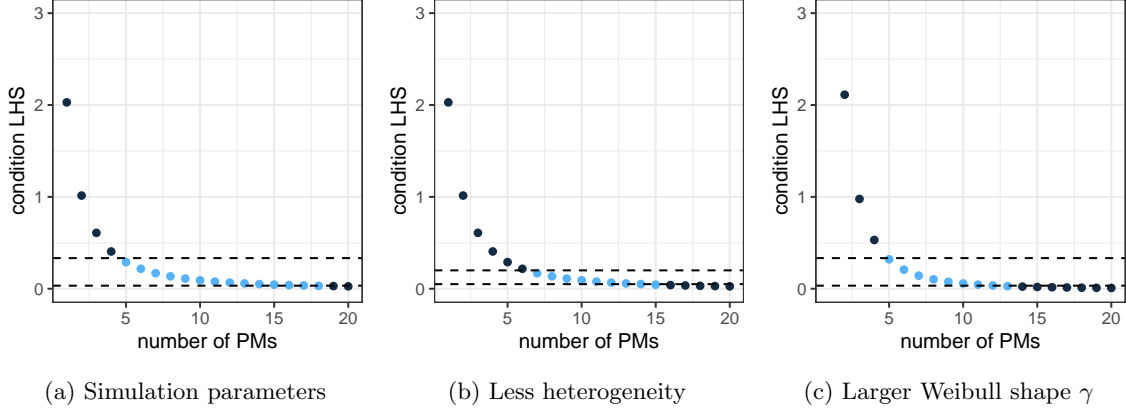 3
2
1
0
condition LHS
5
10
15
20
number of PMs
(a) Simulation parameters
3
2
1
0
condition LHS
5
10
15
20
number of PMs
(b) Less heterogeneity
3
2
1
0
condition LHS
5
10
15
20
number of PMs
(c) Larger Weibull shape γ